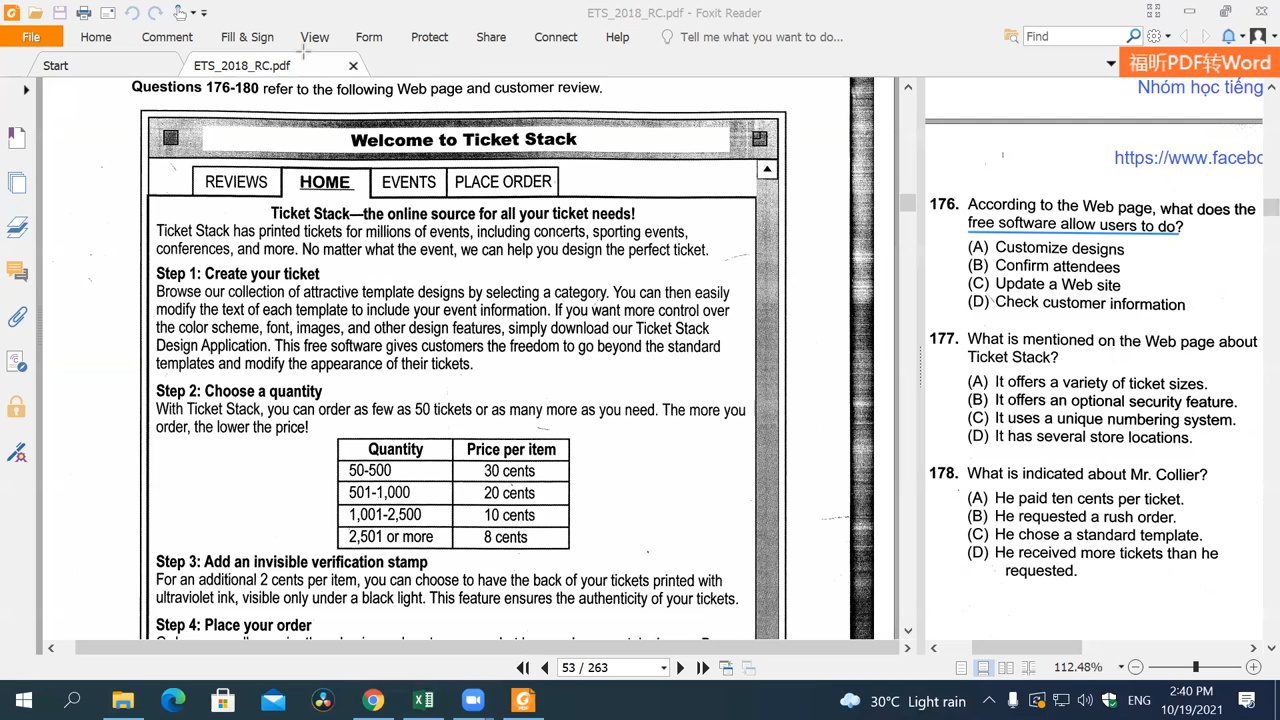 ETS_2018_RC.pdf - Foxit Reader
File Home Comment Fill & Sign View Form Protect Share Connect Help Tell me what you want to do... Find
Start ETS_2018_RC.pdf 福昕PDF转Word
Questions 176-180 refer to the following Web page and customer review.
Welcome to Ticket Stack
REVIEWS HOME EVENTS PLACE ORDER
Ticket Stack—the online source for all your ticket needs!
Ticket Stack has printed tickets for millions of events, including concerts, sporting events,
conferences, and more. No matter what the event, we can help you design the perfect ticket.
Step 1: Create your ticket
Browse our collection of attractive template designs by selecting a category. You can then easily
modify the text of each template to include your event information. If you want more control over
the color scheme, font, images, and other design features, simply download our Ticket Stack
Design Application. This free software gives customers the freedom to go beyond the standard
templates and modify the appearance of their tickets.
Step 2: Choose a quantity
With Ticket Stack, you can order as few as 50 tickets or as many more as you need. The more you
order, the lower the price!
Quantity Price per item
50-500 30 cents
501-1,000 20 cents
1,001-2,500 10 cents
2,501 or more 8 cents
Step 3: Add an invisible verification stamp
For an additional 2 cents per item, you can choose to have the back of your tickets printed with
ultraviolet ink, visible only under a black light. This feature ensures the authenticity of your tickets.
Step 4: Place your order
Nhóm học tiếng
https://www.facebo
176. According to the Web page, what does the
free software allow users to do?
(A) Customize designs
(B) Confirm attendees
(C) Update a Web site
(D) Check customer information
177. What is mentioned on the Web page about
Ticket Stack?
(A) It offers a variety of ticket sizes.
(B) It offers an optional security feature.
(C) It uses a unique numbering system.
(D) It has several store locations.
178. What is indicated about Mr. Collier?
(A) He paid ten cents per ticket.
(B) He requested a rush order.
(C) He chose a standard template.
(D) He received more tickets than he
requested.
53 / 263
112.48%
30°C Light rain
ENG
2:40 PM
10/19/2021